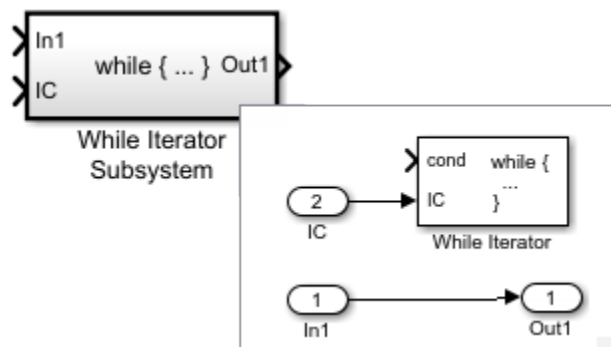 In1
while { ... } Out1
IC
While Iterator
Subsystem
cond while {
...
IC }
2
IC
While Iterator
1
In1
1
Out1